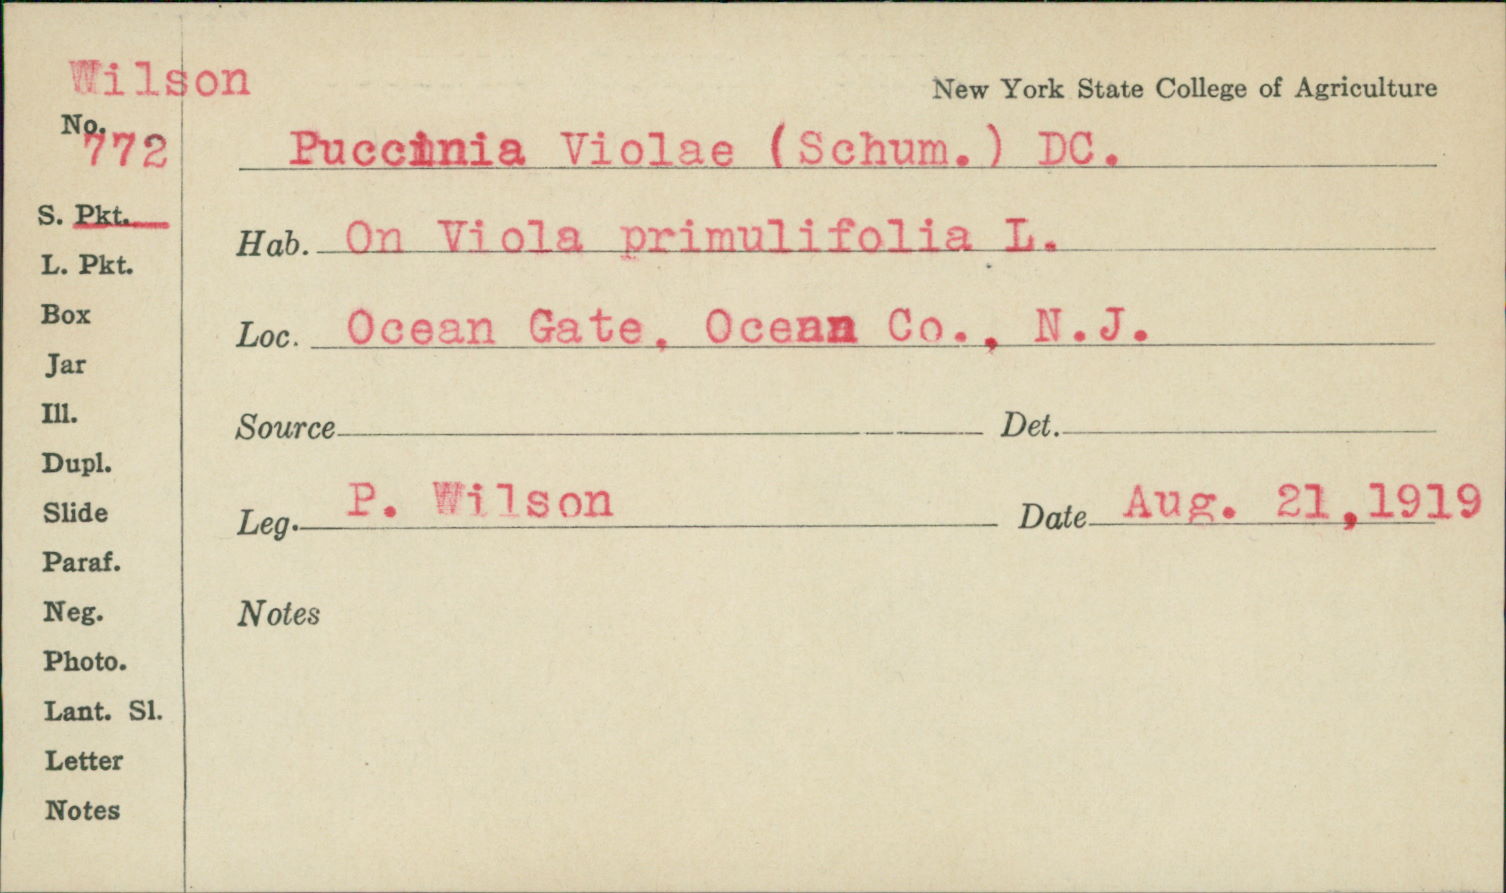 Wilson
New York State College of Agriculture
No.
772
Puccinia Violae (Schum.) DC.
S. Pkt.
Hab. On Viola primulifolia L.
L. Pkt.
Box
Loc. Ocean Gate, Ocean Co., N.J.
Jar
Ill.
Source Det.
Dupl.
Slide
Leg. P. Wilson Date Aug. 21,1919
Paraf.
Neg.
Notes
Photo.
Lant. Sl.
Letter
Notes